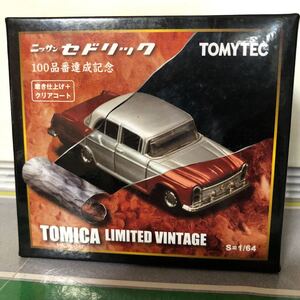 ニッサン セドリック
TOMYTEC
100品番達成記念
磨き仕上げ+
クリアコート
TOMICA LIMITED VINTAGE
S=1/64